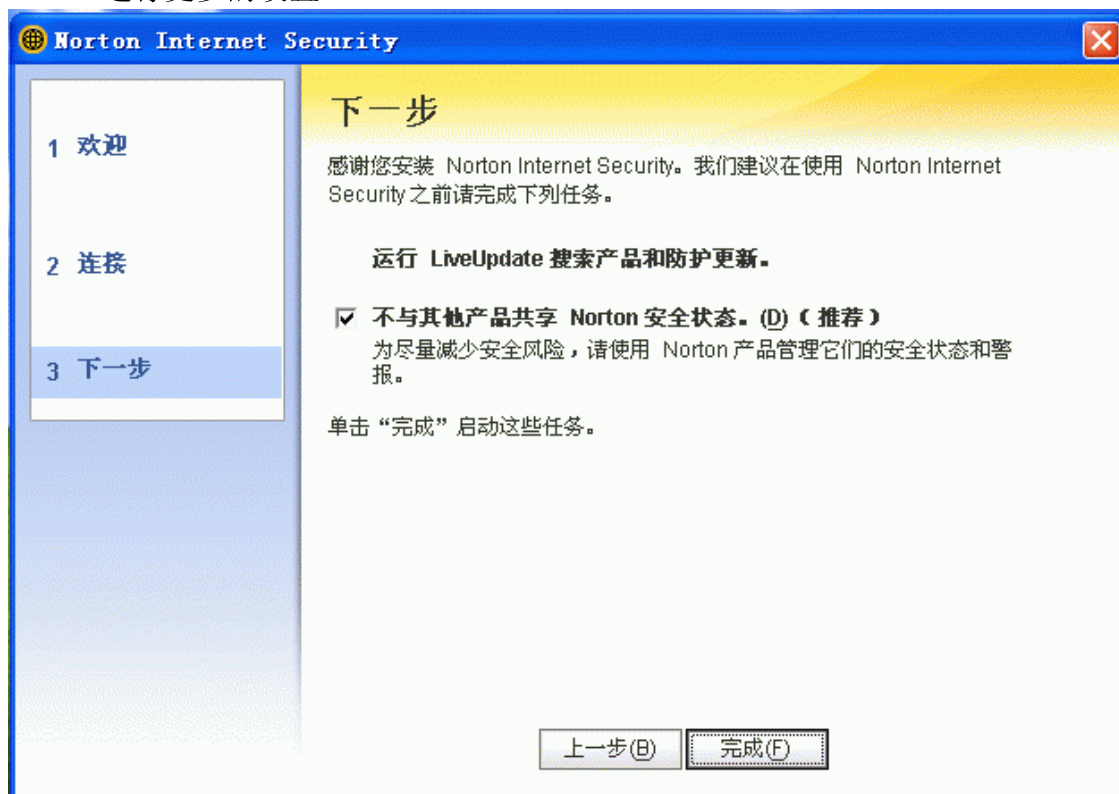 Norton Internet Security
1 欢迎
2 连接
3 下一步
下一步
感谢您安装 Norton Internet Security。我们建议在使用 Norton Internet
Security 之前请完成下列任务。
运行 LiveUpdate 搜索产品和防护更新。
不与其他产品共享 Norton 安全状态。(D)（推荐）
为尽量减少安全风险，请使用 Norton 产品管理它们的安全状态和警
报。
单击“完成”启动这些任务。
上一步(B) 完成(F)